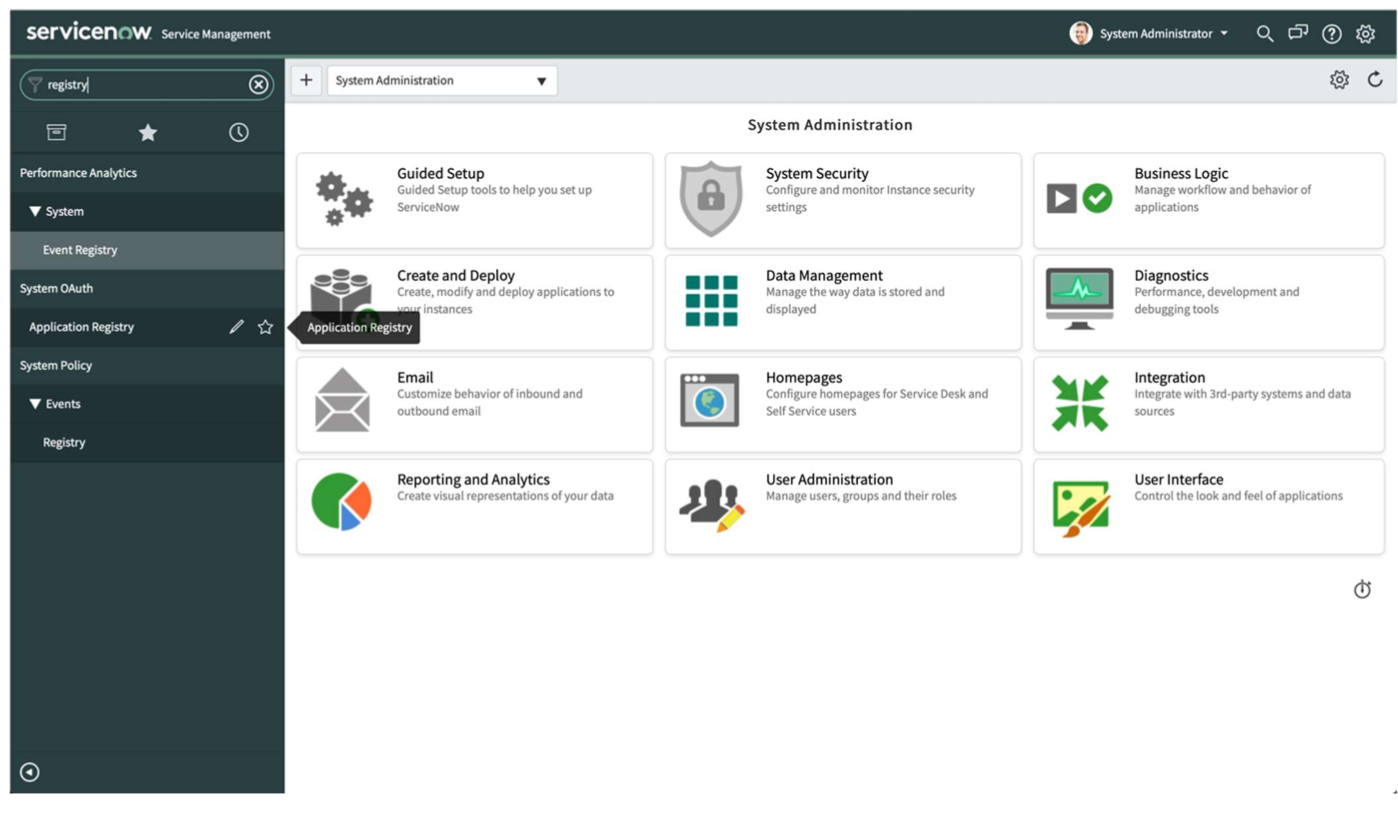 servicenow. Service Management
System Administrator
registry
System Administration
Performance Analytics
System
Event Registry
System OAuth
Application Registry
System Policy
Events
Registry
Application Registry
System Administration
Guided Setup
Guided Setup tools to help you set up
ServiceNow
System Security
Configure and monitor Instance security
settings
Business Logic
Manage workflow and behavior of
applications
Create and Deploy
Create, modify and deploy applications to
your instances
Data Management
Manage the way data is stored and
displayed
Diagnostics
Performance, development and
debugging tools
Email
Customize behavior of inbound and
outbound email
Homepages
Configure homepages for Service Desk and
Self Service users
Integration
Integrate with 3rd-party systems and data
sources
Reporting and Analytics
Create visual representations of your data
User Administration
Manage users, groups and their roles
User Interface
Control the look and feel of applications